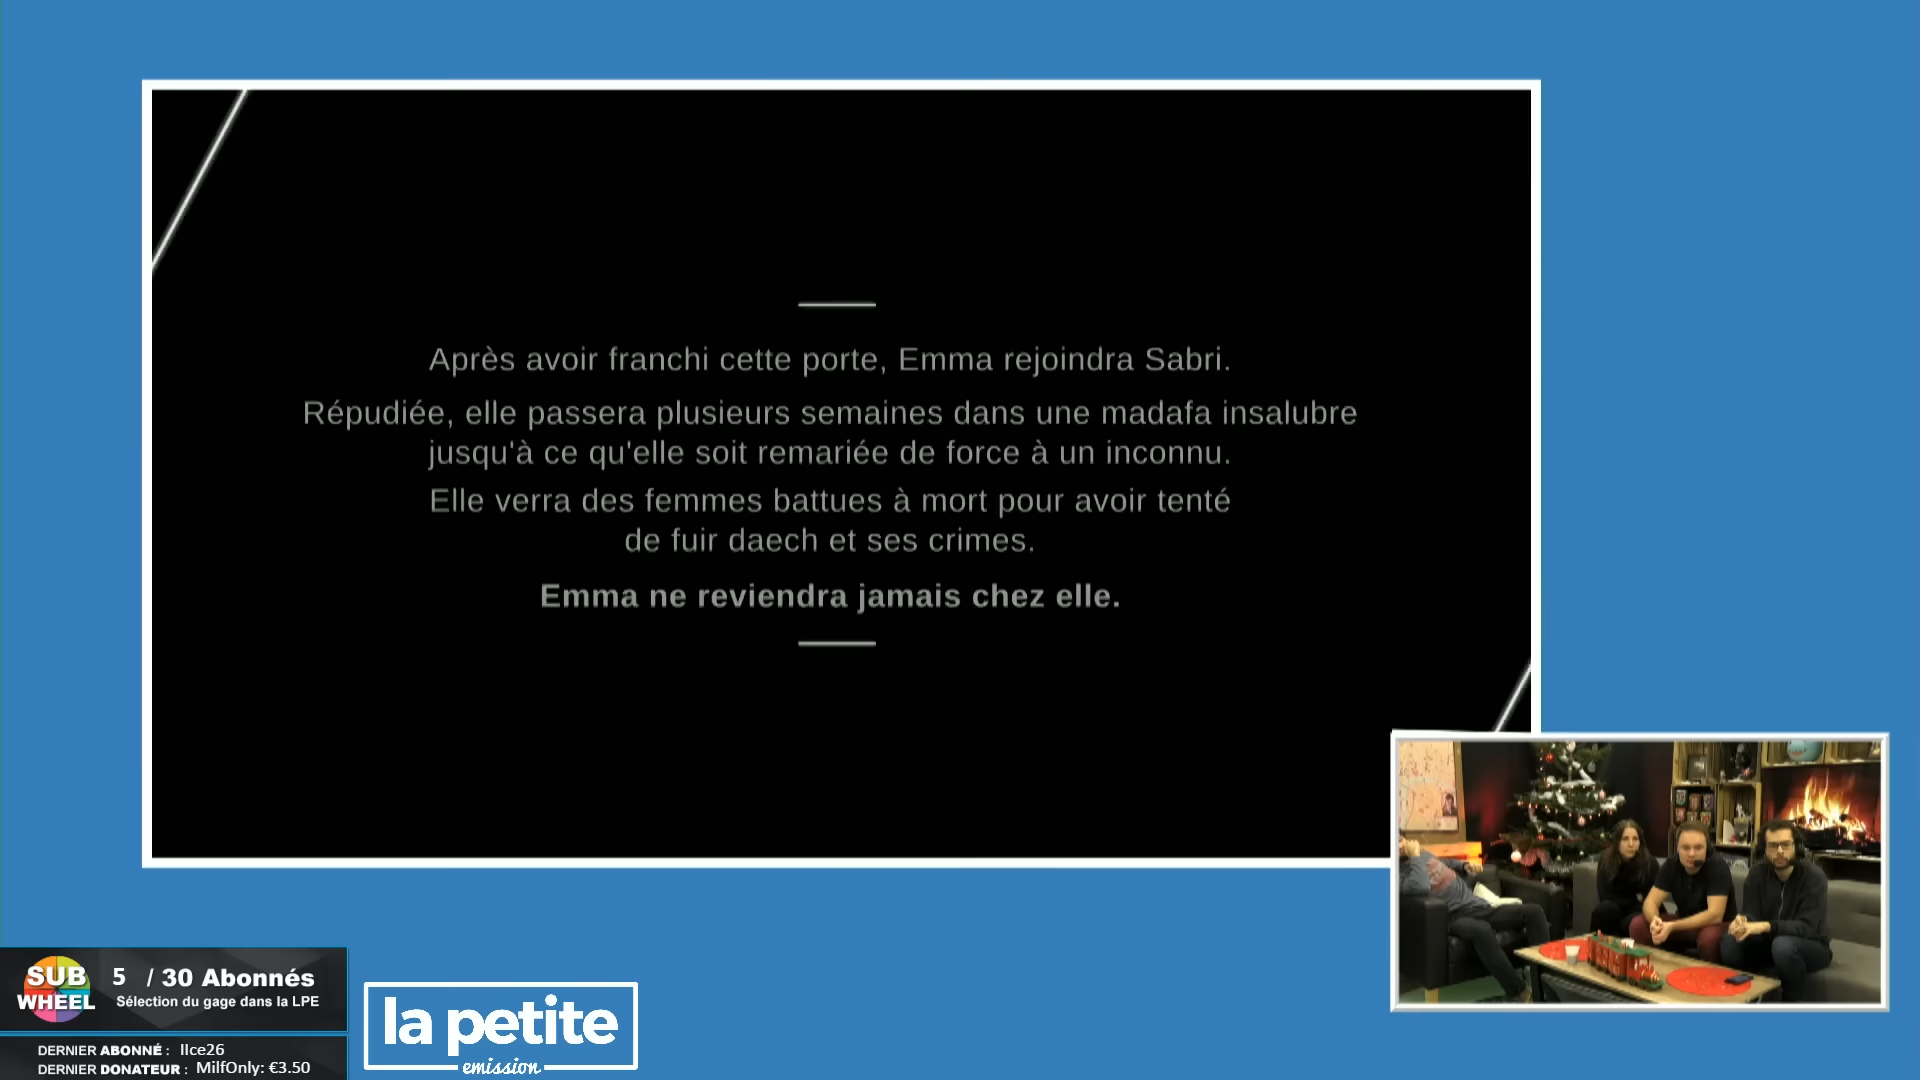 Après avoir franchi cette porte, Emma rejoindra Sabri.
Répudiée, elle passera plusieurs semaines dans une madafa insalubre
jusqu'à ce qu'elle soit remariée de force à un inconnu.
Elle verra des femmes battues à mort pour avoir tenté
de fuir daech et ses crimes.
Emma ne reviendra jamais chez elle.
SUB
WHEEL
5 / 30 Abonnés
Sélection du gage dans la LPE
DERNIER ABONNÉ : IIce26
DERNIER DONATEUR : MilfOnly: €3.50
la petite
emission